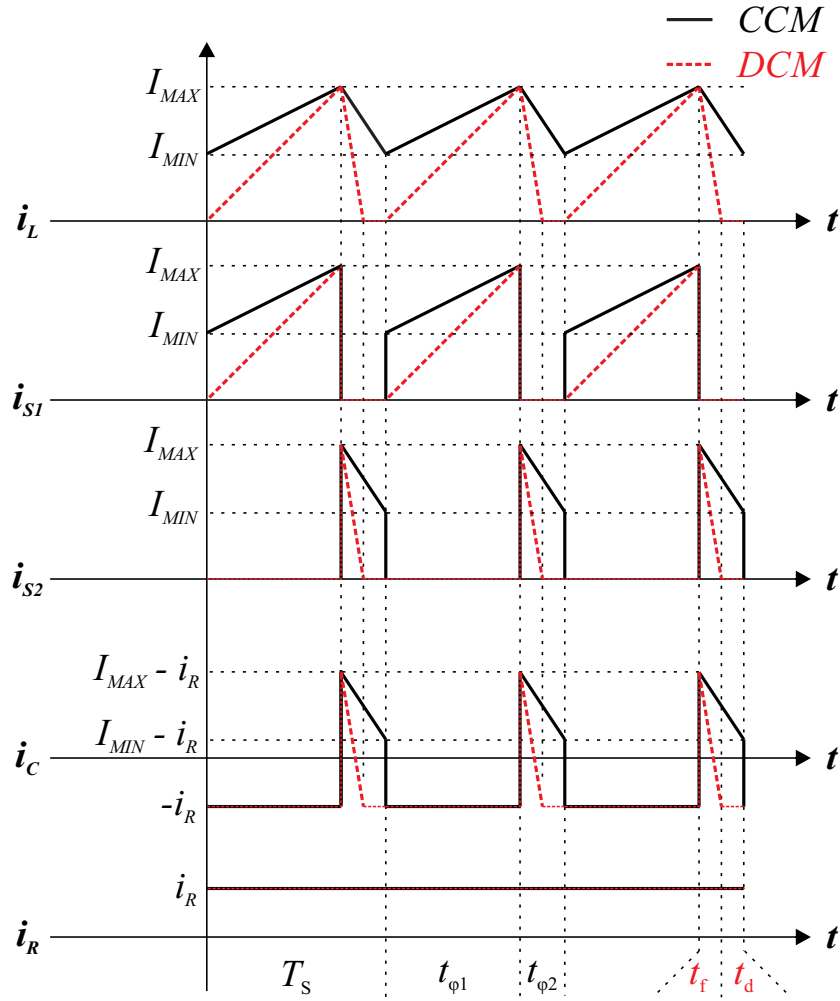 CCM
DCM
I_MAX
I_MIN
i_L t
I_MAX
I_MIN
i_S1 t
I_MAX
I_MIN
i_S2 t
I_MAX - i_R
I_MIN - i_R
i_C t
-i_R
i_R
i_R t
T_S t_φ1 t_φ2 t_f t_d